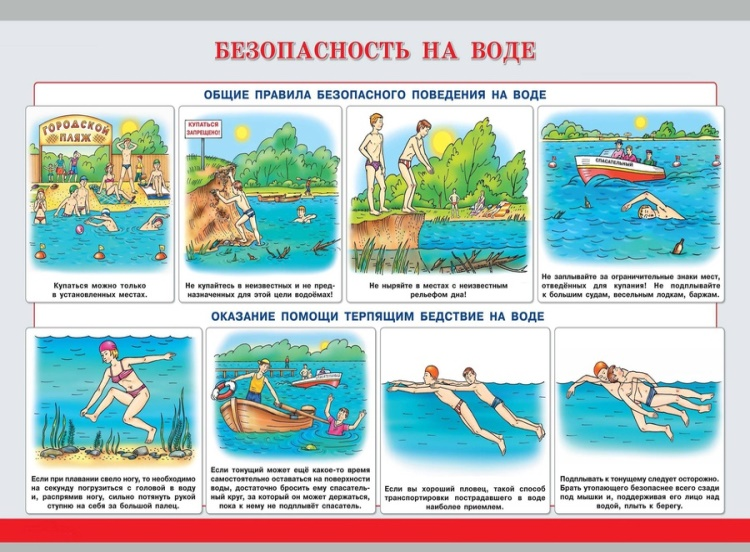 БЕЗОПАСНОСТЬ НА ВОДЕ
ОБЩИЕ ПРАВИЛА БЕЗОПАСНОГО ПОВЕДЕНИЯ НА ВОДЕ
ГОРОДСКОЙ
ПЛЯЖ
КУПАТЬСЯ
ЗАПРЕЩЕНО!
СПАСАТЕЛЬНЫЙ
Купаться можно только
в установленных местах.
Не купайтесь в неизвестных и не пред-
назначенных для этой цели водоёмах!
Не ныряйте в местах с неизвестным
рельефом дна!
Не заплывайте за ограничительные знаки мест,
отведённых для купания! Не подплывайте
к большим судам, весельным лодкам, баржам.
ОКАЗАНИЕ ПОМОЩИ ТЕРПЯЩИМ БЕДСТВИЕ НА ВОДЕ
Если при плавании свело ногу, то необходимо
на секунду погрузиться с головой в воду
и, распрямив ногу, сильно потянуть рукой
ступню на себя за большой палец.
Если тонущий может ещё какое-то время
самостоятельно оставаться на поверхности
воды, достаточно бросить ему спасатель-
ный круг, за который он может держаться,
пока к нему не подплывёт спасатель.
Если вы хороший пловец, такой способ
транспортировки пострадавшего в воде
наиболее приемлем.
Подплывать к тонущему следует осторожно.
Брать утопающего безопаснее всего сзади
под мышки и, поддерживая его лицо над
водой, плыть к берегу.